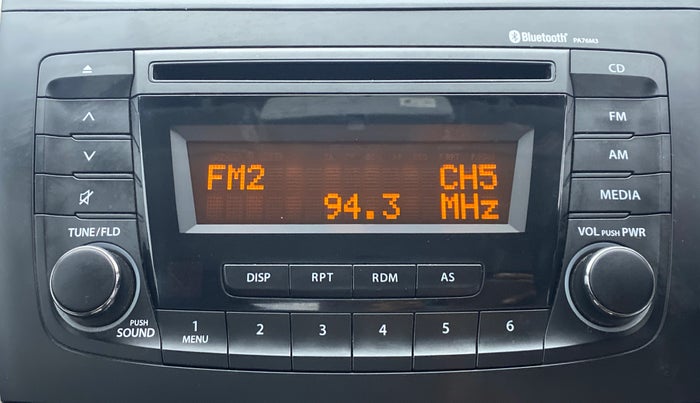 Bluetooth® PA76M3
CD
FM
AM
MEDIA
FM2 CH5
94.3 MHz
TUNE/FLD
VOL PUSH PWR
DISP RPT RDM AS
PUSH
SOUND
1 2 3 4 5 6
MENU